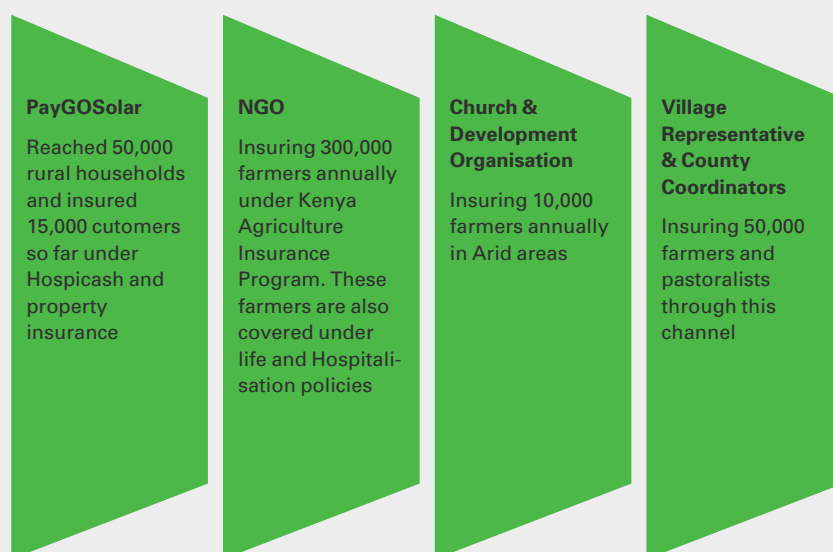 PayGOSolar
Reached 50,000
rural households
and insured
15,000 cutomers
so far under
Hospicash and
property
insurance
NGO
Insuring 300,000
farmers annually
under Kenya
Agriculture
Insurance
Program. These
farmers are also
covered under
life and Hospitali-
sation policies
Church &
Development
Organisation
Insuring 10,000
farmers annually
in Arid areas
Village
Representative
& County
Coordinators
Insuring 50,000
farmers and
pastoralists
through this
channel